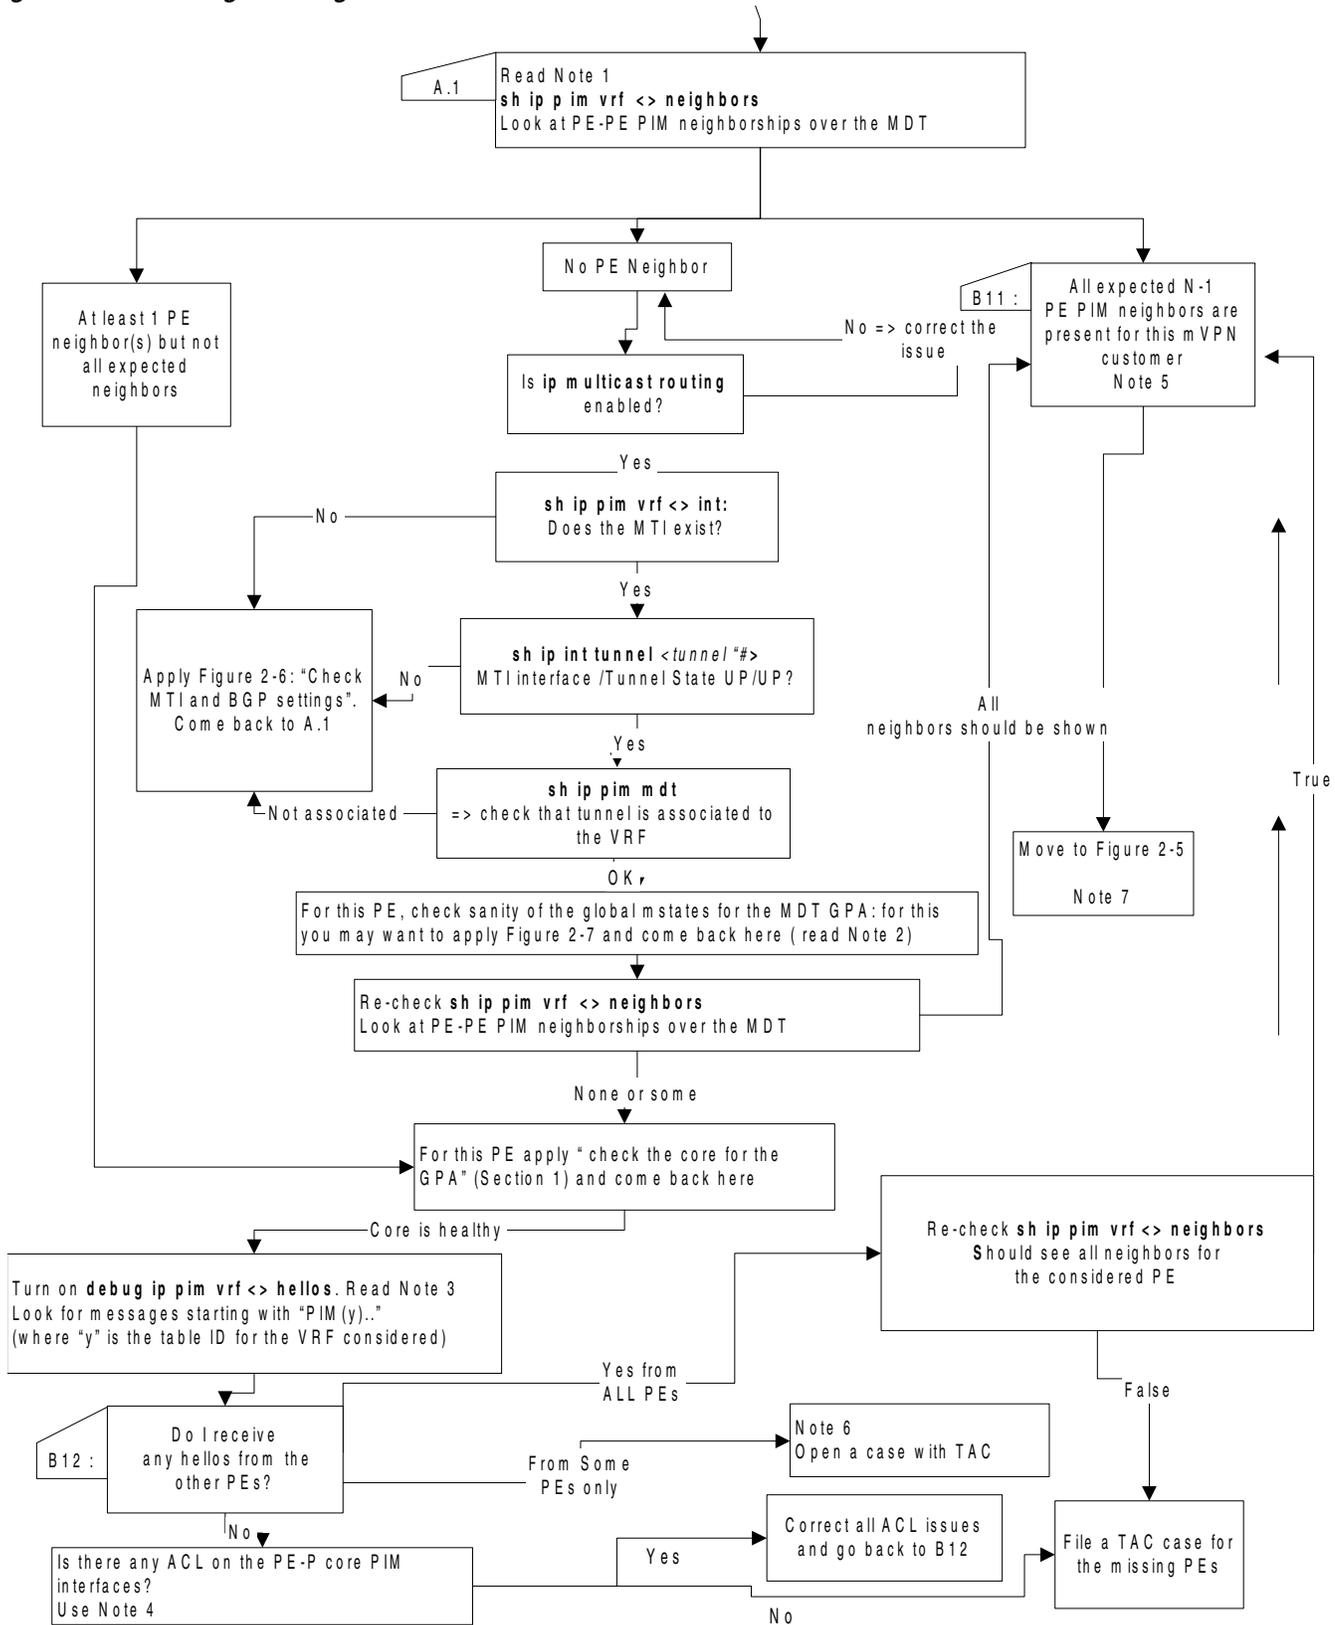 A.1
Read Note 1
sh ip pim vrf <> neighbors
Look at PE-PE PIM neighborships over the MDT
No PE Neighbor
B11 :
All expected N-1
PE PIM neighbors are
present for this mVPN
customer
Note 5
At least 1 PE
neighbor(s) but not
all expected
neighbors
No => correct the
issue
Is ip multicast routing
enabled?
Yes
sh ip pim vrf <> int:
Does the MTI exist?
No
Yes
Apply Figure 2-6: “Check
MTI and BGP settings”.
Come back to A.1
No
sh ip int tunnel <tunnel “#>
MTI interface /Tunnel State UP/UP?
All
neighbors should be shown
Yes
True
sh ip pim mdt
=> check that tunnel is associated to
the VRF
Not associated
Move to Figure 2-5
Note 7
OK
For this PE, check sanity of the global mstates for the MDT GPA: for this
you may want to apply Figure 2-7 and come back here ( read Note 2)
Re-check sh ip pim vrf <> neighbors
Look at PE-PE PIM neighborships over the MDT
None or some
For this PE apply “ check the core for the
GPA” (Section 1) and come back here
Core is healthy
Re-check sh ip pim vrf <> neighbors
Should see all neighbors for
the considered PE
Turn on debug ip pim vrf <> hellos. Read Note 3
Look for messages starting with “PIM(y)..”
(where “y” is the table ID for the VRF considered)
Yes from
ALL PEs
False
B12 :
Do I receive
any hellos from the
other PEs?
Note 6
Open a case with TAC
From Some
PEs only
No
Correct all ACL issues
and go back to B12
File a TAC case for
the missing PEs
Is there any ACL on the PE-P core PIM
interfaces?
Use Note 4
Yes
No